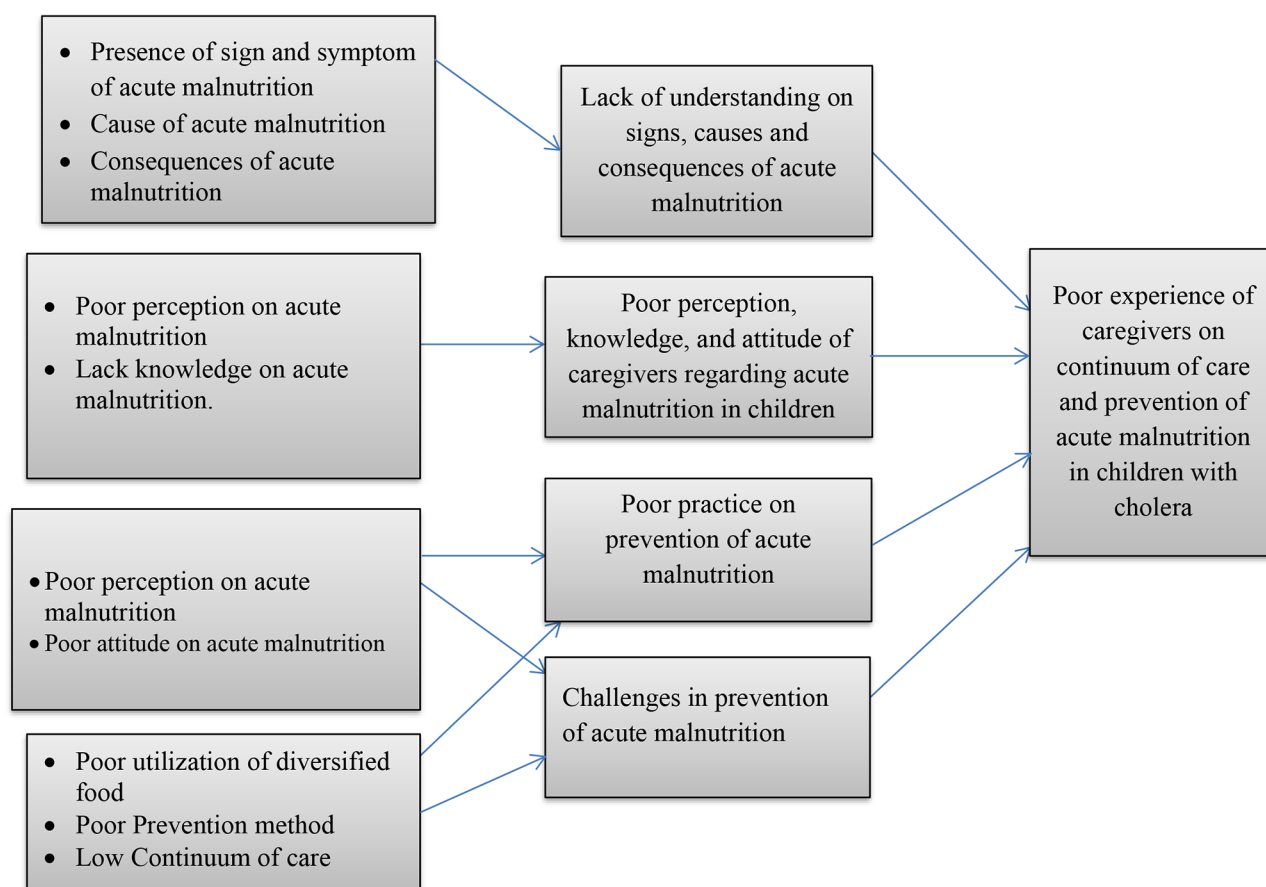 • Presence of sign and symptom
of acute malnutrition
• Cause of acute malnutrition
• Consequences of acute
malnutrition
• Poor perception on acute
malnutrition
• Lack knowledge on acute
malnutrition.
• Poor perception on acute
malnutrition
• Poor attitude on acute malnutrition
• Poor utilization of diversified
food
• Poor Prevention method
• Low Continuum of care
Lack of understanding on
signs, causes and
consequences of acute
malnutrition
Poor perception,
knowledge, and attitude of
caregivers regarding acute
malnutrition in children
Poor practice on
prevention of acute
malnutrition
Challenges in prevention
of acute malnutrition
Poor experience of
caregivers on
continuum of care
and prevention of
acute malnutrition
in children with
cholera